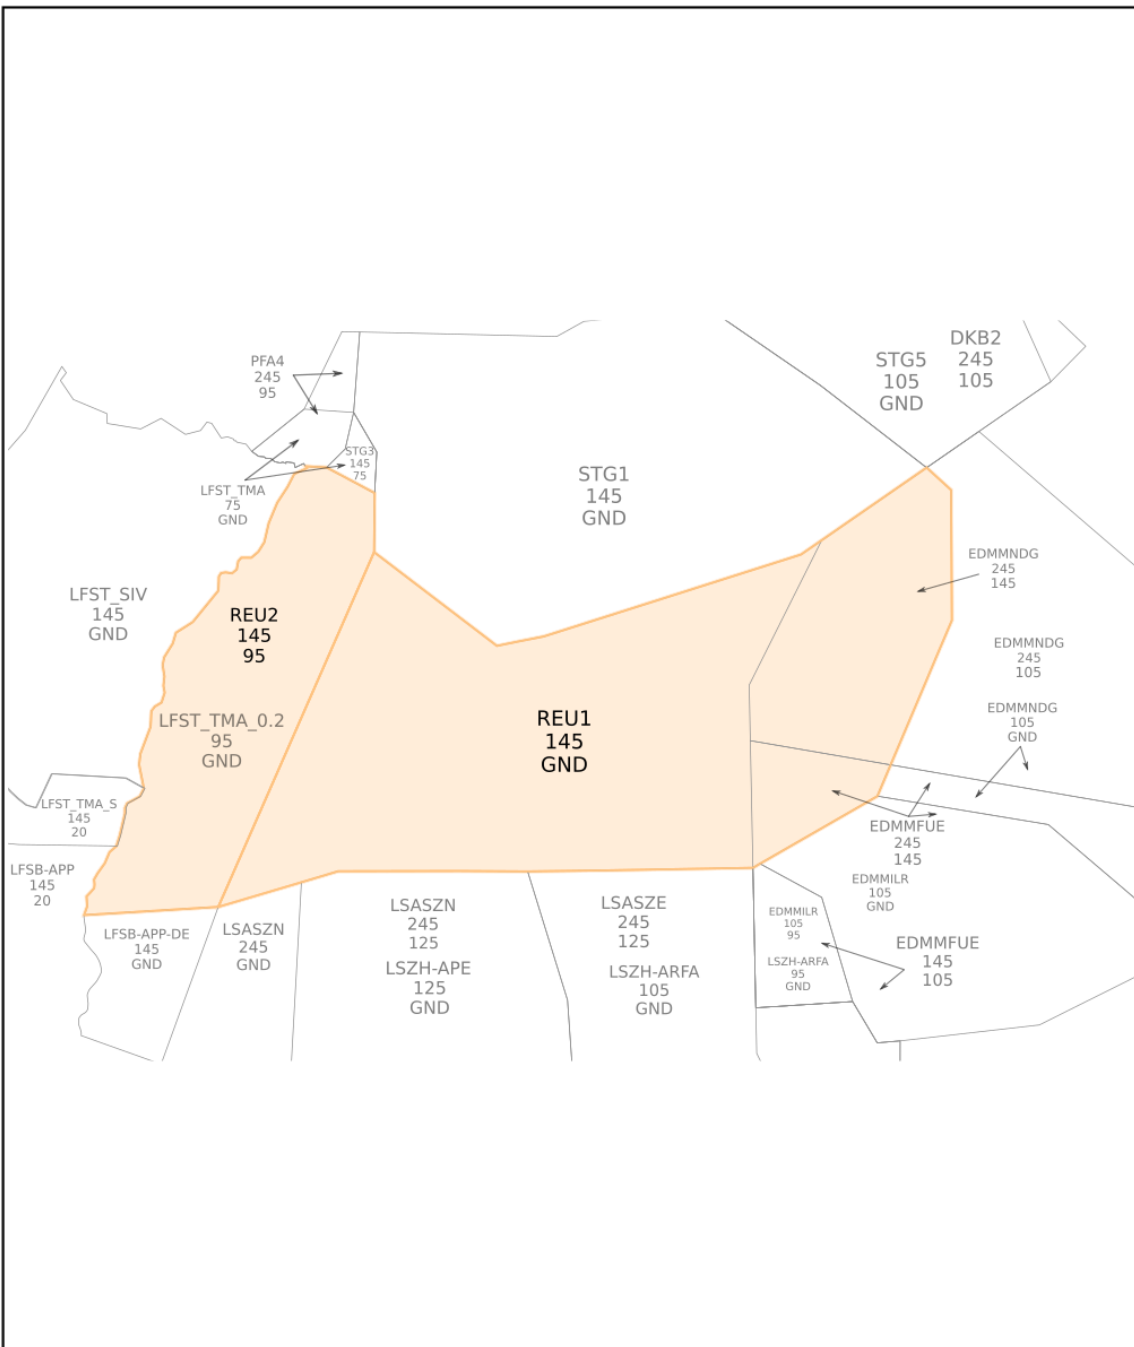 DKB2
245
105
STG5
105
GND
PFA4
245
95
STG3
145
75
LFST_TMA
75
GND
STG1
145
GND
EDMMNDG
245
145
LFST_SIV
145
GND
REU2
145
95
EDMMNDG
245
105
LFST_TMA_0.2
95
GND
REU1
145
GND
EDMMNDG
105
GND
LFST_TMA_S
145
20
EDMMFUE
245
145
LFSB-APP
145
20
EDMMILR
105
GND
LFSB-APP-DE
145
GND
LSASZN
245
GND
LSASZN
245
125
LSZH-APE
125
GND
LSASZE
245
125
LSZH-ARFA
105
GND
EDMMILR
105
95
LSZH-ARFA
95
GND
EDMMFUE
145
105